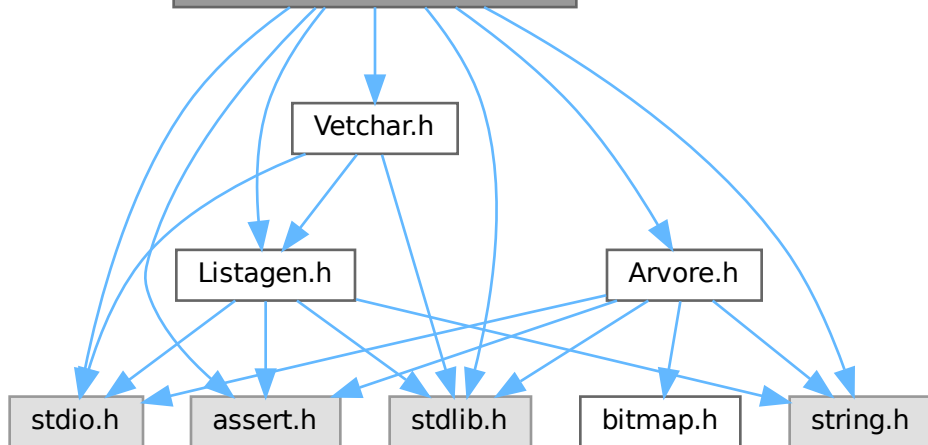 Vetchar.h
Listagen.h
Arvore.h
stdio.h
assert.h
stdlib.h
bitmap.h
string.h